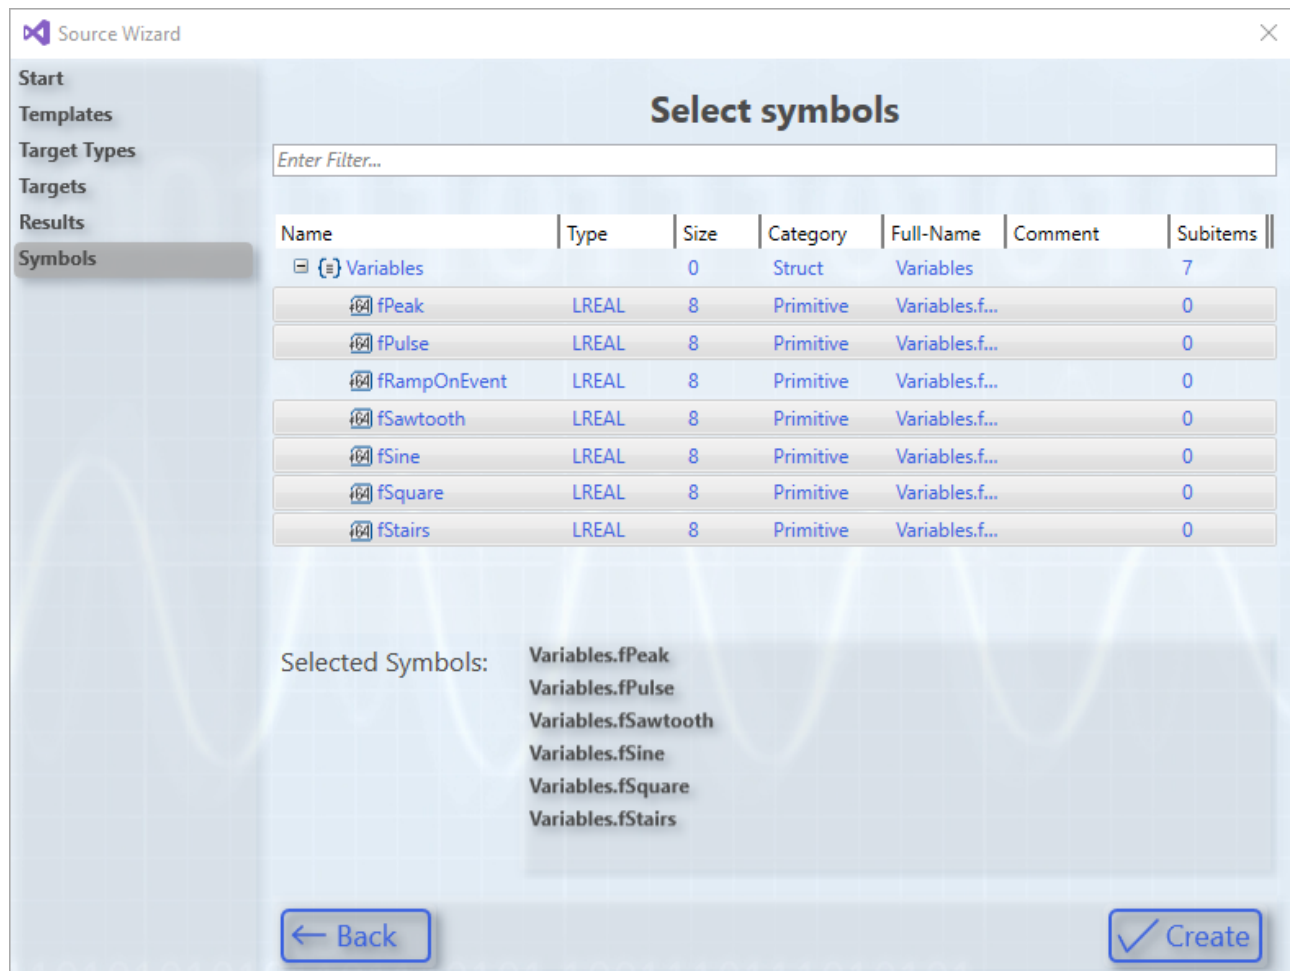 Source Wizard
Start
Templates
Target Types
Targets
Results
Symbols
Select symbols
Enter Filter...
Name Type Size Category Full-Name Comment Subitems
Variables 0 Struct Variables 7
fPeak LREAL 8 Primitive Variables.f... 0
fPulse LREAL 8 Primitive Variables.f... 0
fRampOnEvent LREAL 8 Primitive Variables.f... 0
fSawtooth LREAL 8 Primitive Variables.f... 0
fSine LREAL 8 Primitive Variables.f... 0
fSquare LREAL 8 Primitive Variables.f... 0
fStairs LREAL 8 Primitive Variables.f... 0
Selected Symbols:
Variables.fPeak
Variables.fPulse
Variables.fSawtooth
Variables.fSine
Variables.fSquare
Variables.fStairs
Back
Create